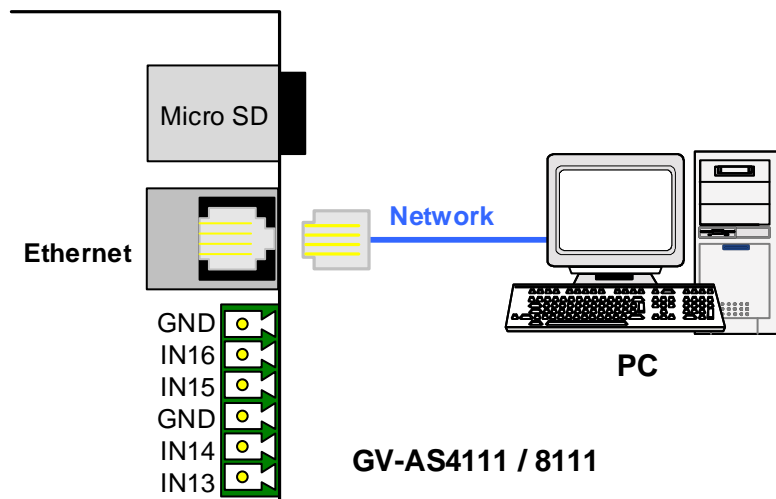 Micro SD
Ethernet
Network
GND
IN16
IN15
GND
IN14
IN13
PC
GV-AS4111 / 8111